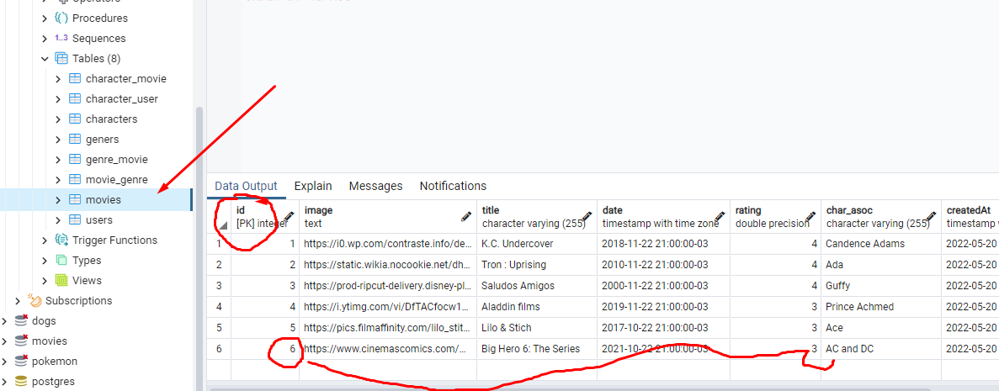 Procedures
1..3 Sequences
Tables (8)
character_movie
character_user
characters
geners
genre_movie
movie_genre
movies
users
Trigger Functions
Types
Views
Subscriptions
dogs
movies
pokemon
postgres
Data Output Explain Messages Notifications
id image title date rating char_asoc createdAt
[PK] integer text character varying (255) timestamp with time zone double precision character varying (255) timestamp
1 1 https://i0.wp.com/contraste.info/de... K.C. Undercover 2018-11-22 21:00:00-03 4 Candence Adams 2022-05-20
2 2 https://static.wikia.nocookie.net/dh... Tron : Uprising 2010-11-22 21:00:00-03 4 Ada 2022-05-20
3 3 https://prod-ripcut-delivery.disney-pl... Saludos Amigos 2000-11-22 21:00:00-03 4 Guffy 2022-05-20
4 4 https://i.ytimg.com/vi/DfTACfocw1... Aladdin films 2019-11-22 21:00:00-03 3 Prince Achmed 2022-05-20
5 5 https://pics.filmaffinity.com/lilo_stit... Lilo & Stich 2017-10-22 21:00:00-03 3 Ace 2022-05-20
6 6 https://www.cinemascomics.com/... Big Hero 6: The Series 2021-10-22 21:00:00-03 3 AC and DC 2022-05-20